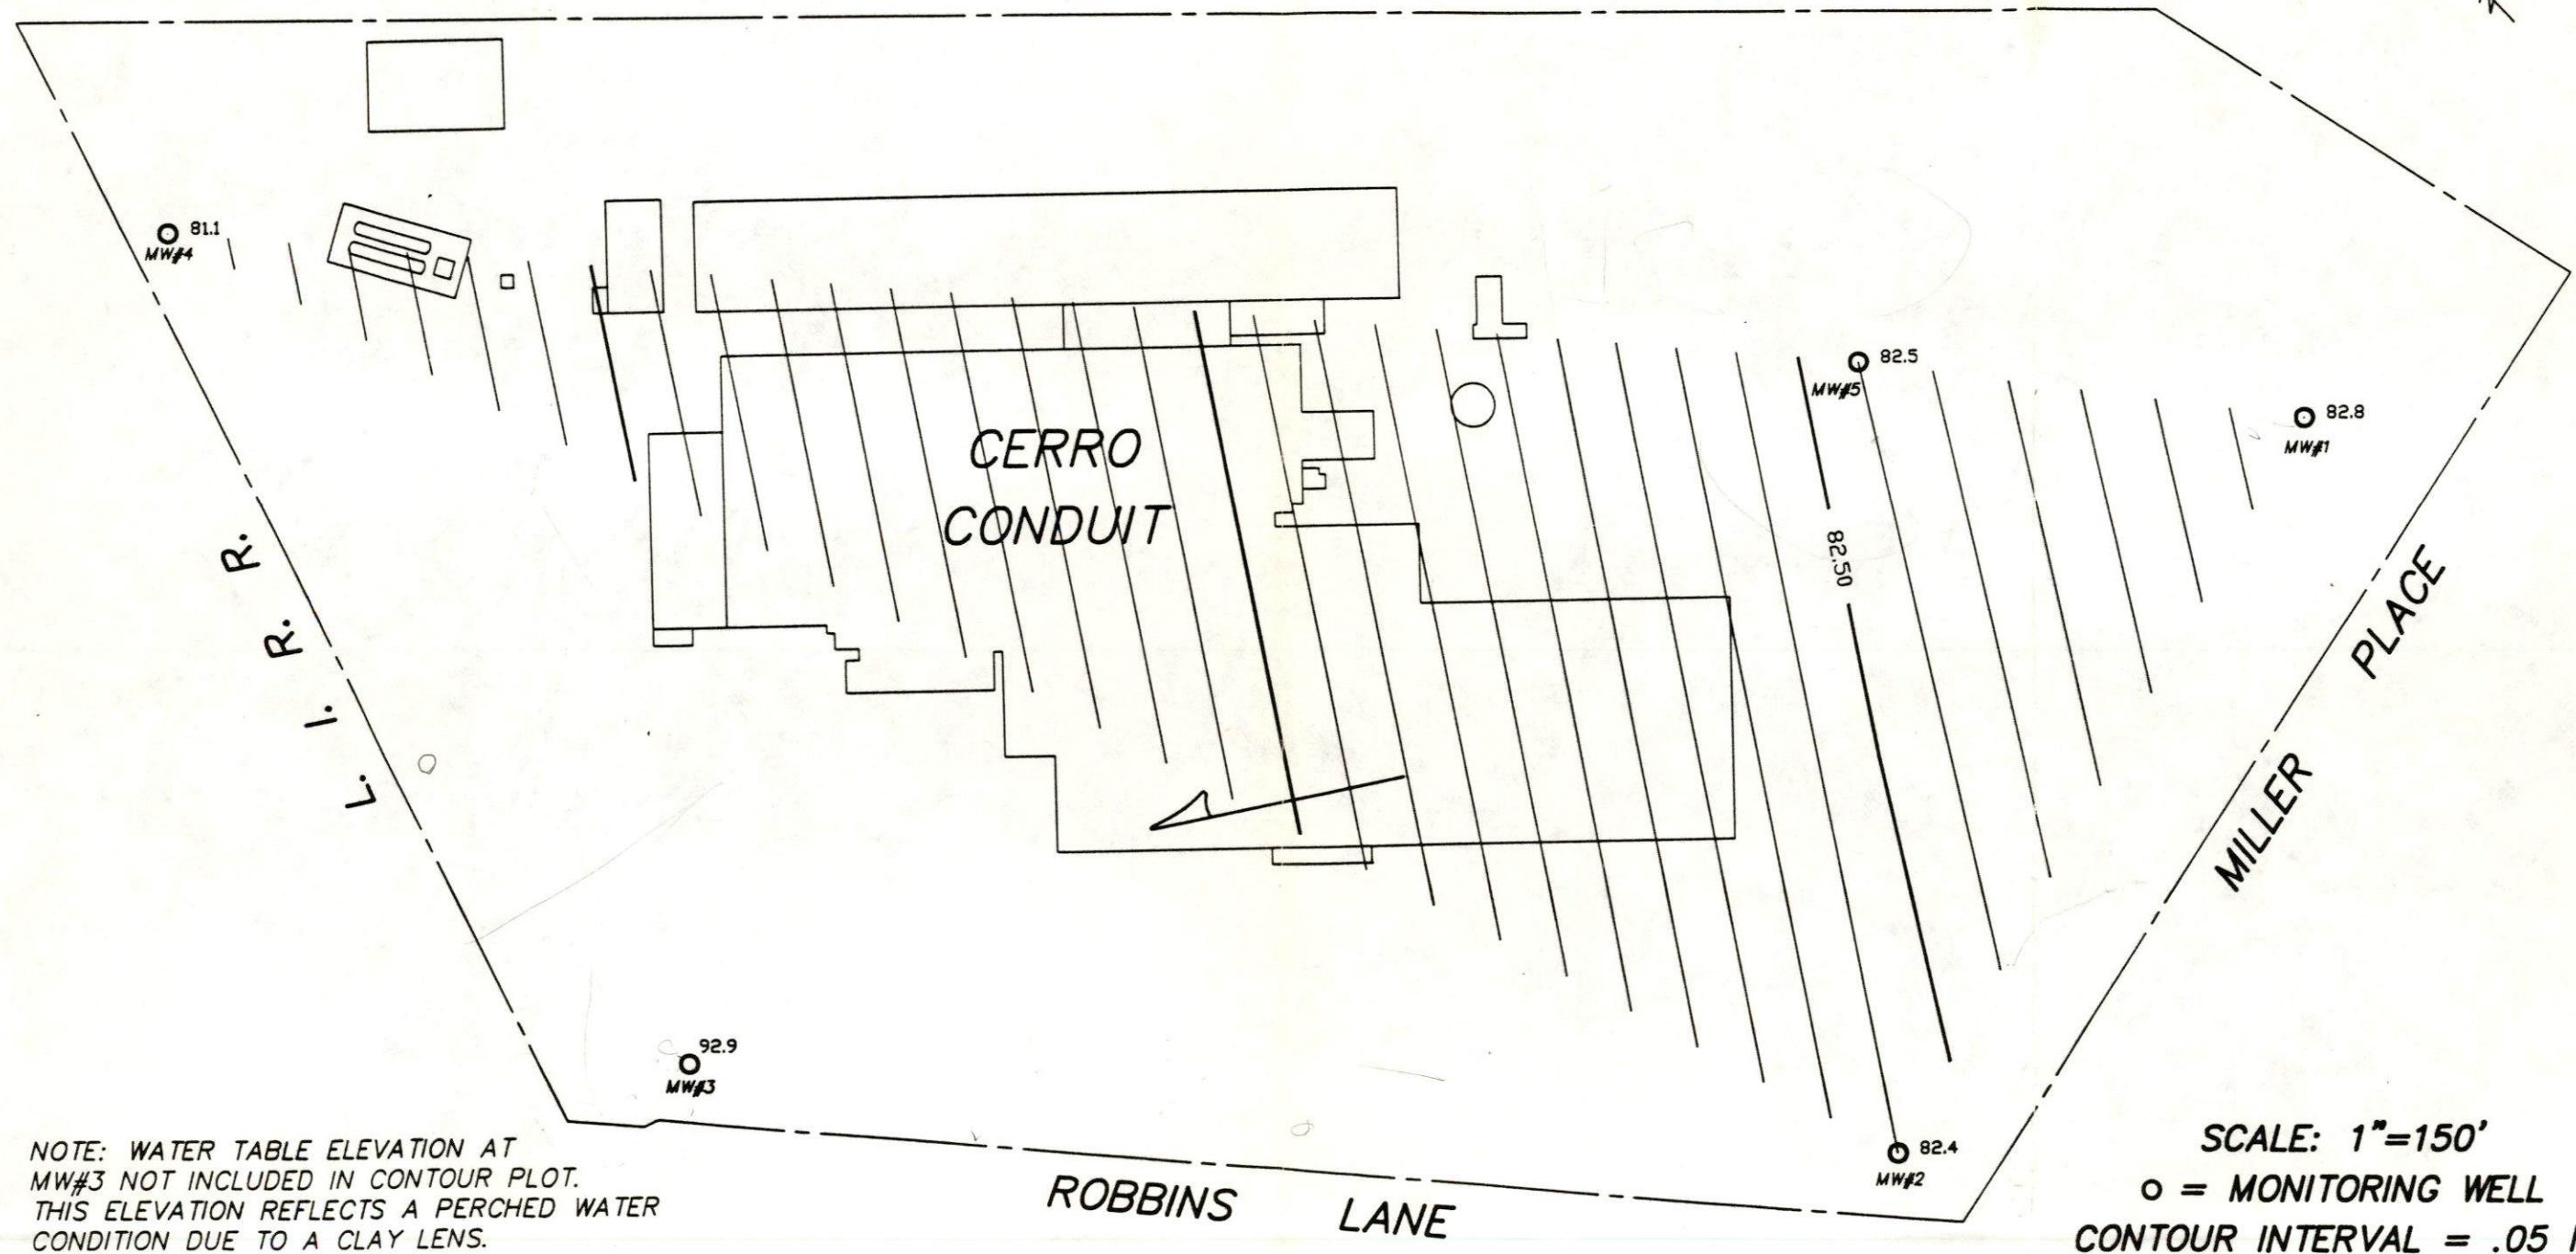 81.1
MW#4
CERRO
CONDUIT
82.5
MW#5
82.8
MW#1
82.50
L. I. R. R.
MILLER PLACE
92.9
MW#3
82.4
MW#2
ROBBINS LANE
NOTE: WATER TABLE ELEVATION AT
MW#3 NOT INCLUDED IN CONTOUR PLOT.
THIS ELEVATION REFLECTS A PERCHED WATER
CONDITION DUE TO A CLAY LENS.
SCALE: 1"=150'
o = MONITORING WELL
CONTOUR INTERVAL = .05